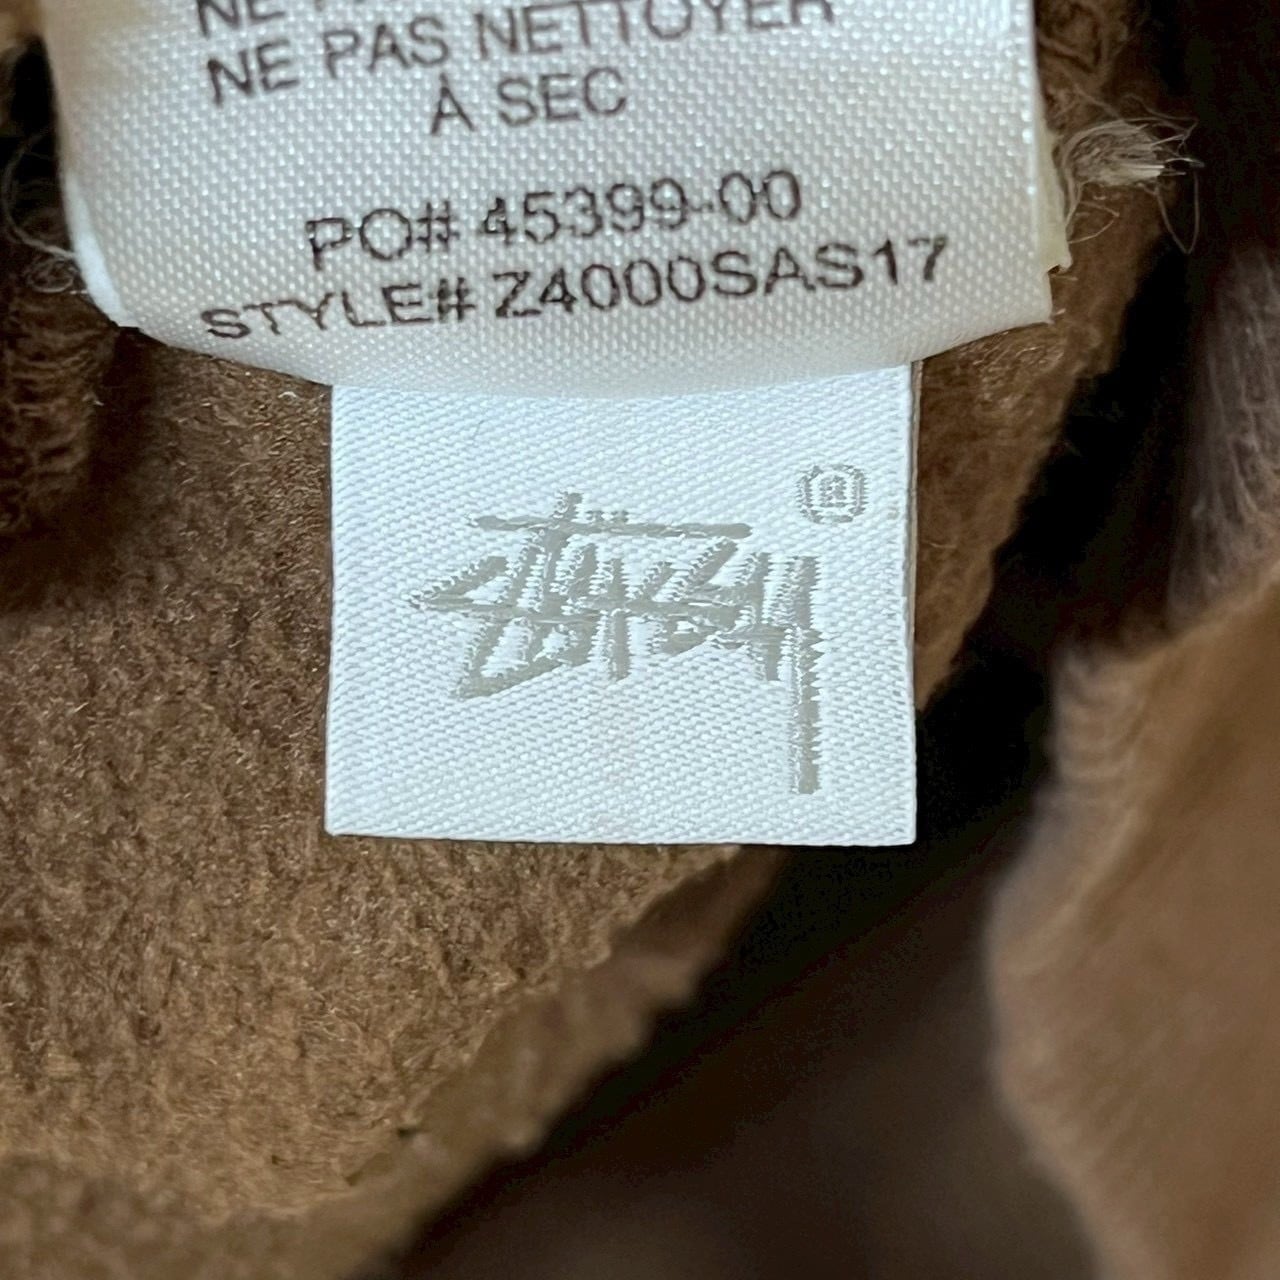 NE PAS NETTOYER
À SEC
PO# 45399-00
STYLE# Z4000SAS17
Stüssy ®